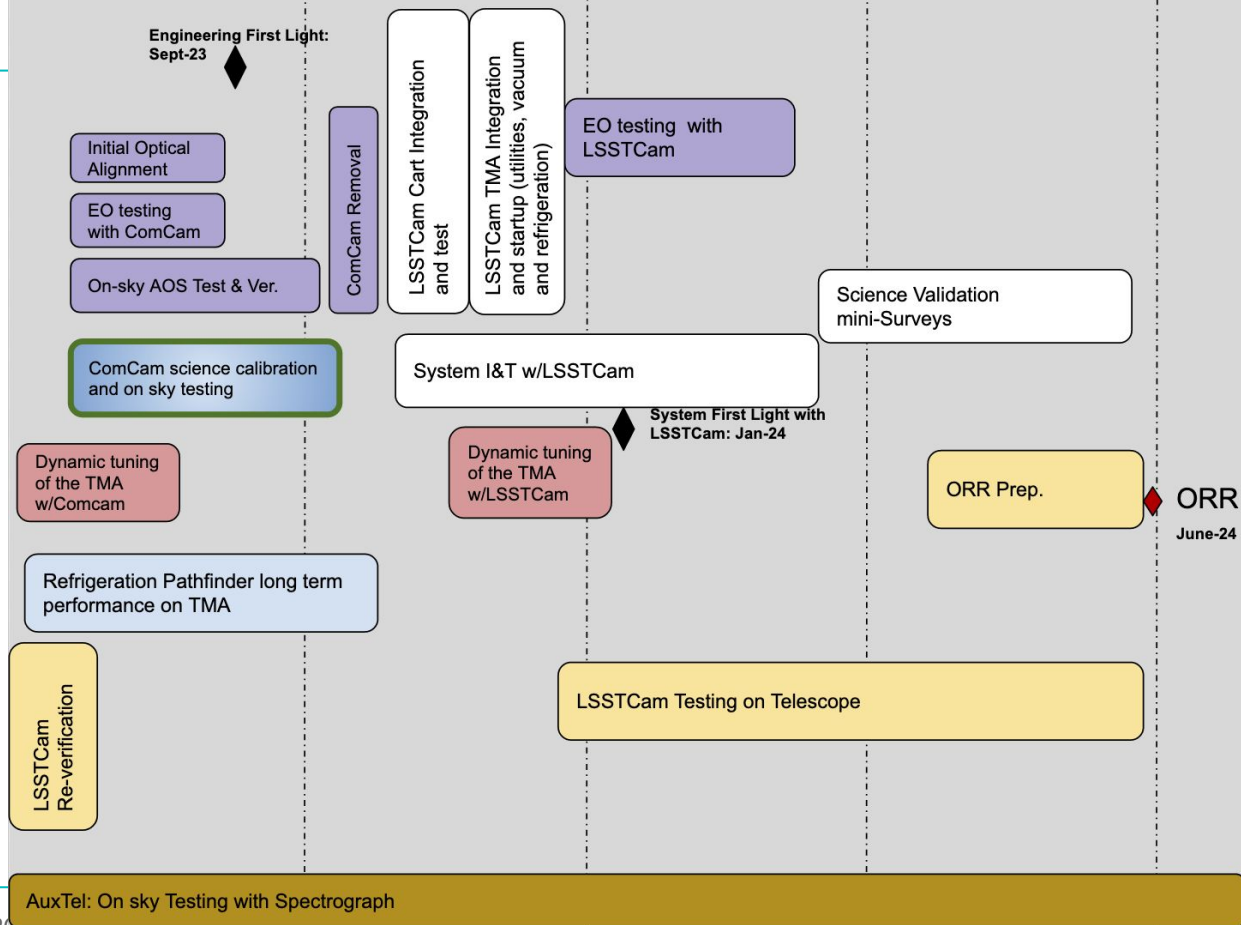 Engineering First Light:
Sept-23
Initial Optical
Alignment
EO testing
with ComCam
On-sky AOS Test & Ver.
ComCam Removal
LSSTCam Cart Integration
and test
LSSTCam TMA Integration
and startup (utilities, vacuum
and refrigeration)
EO testing with
LSSTCam
Science Validation
mini-Surveys
ComCam science calibration
and on sky testing
System I&T w/LSSTCam
System First Light with
LSSTCam: Jan-24
Dynamic tuning
of the TMA
w/Comcam
Dynamic tuning
of the TMA
w/LSSTCam
ORR Prep.
ORR
June-24
Refrigeration Pathfinder long term
performance on TMA
LSSTCam
Re-verification
LSSTCam Testing on Telescope
AuxTel: On sky Testing with Spectrograph